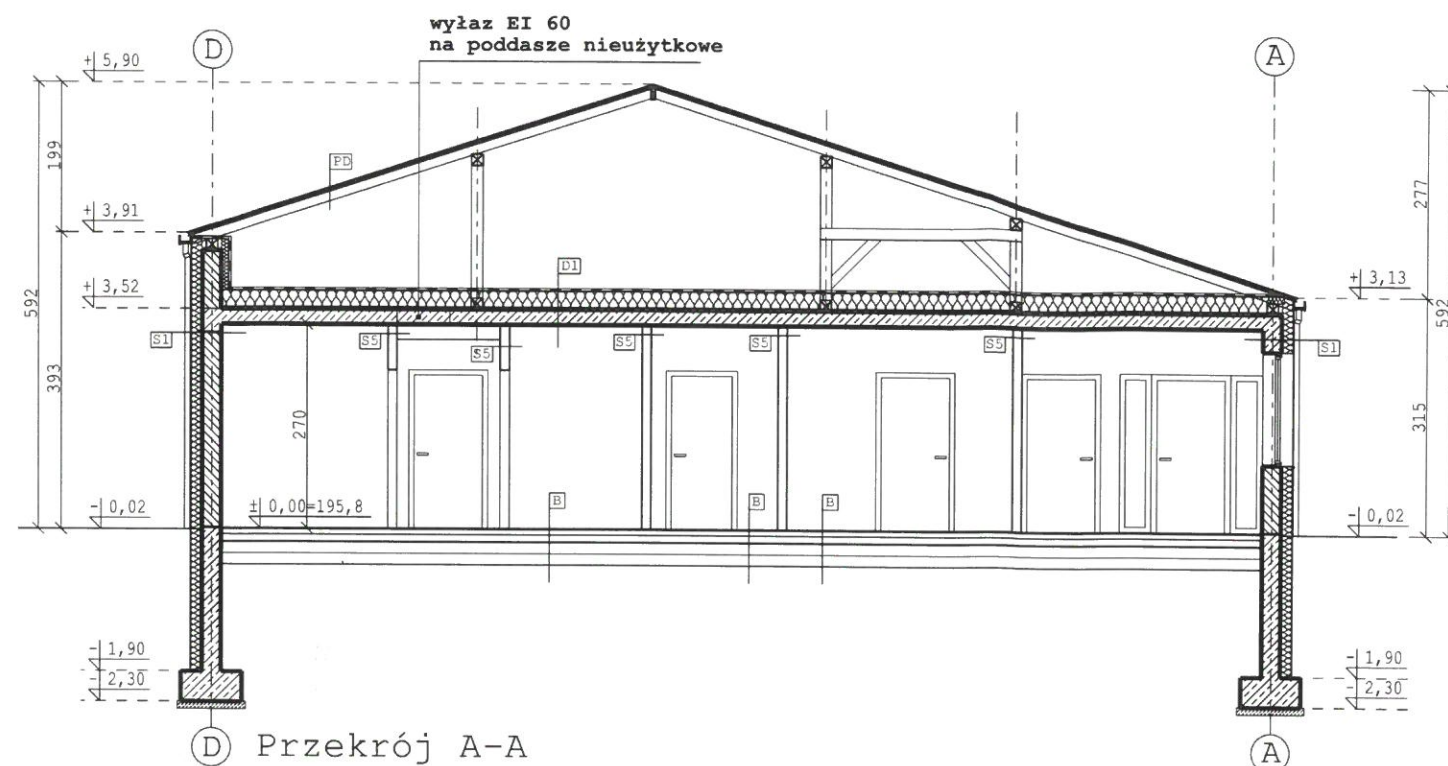 wyłaz EI 60
na poddasze nieużytkowe
D
A
+ 5,90
199
PD
277
+ 3,91
D1
+ 3,52
+ 3,13
592
592
S1
S5
S5
S5
S5
S5
S1
393
270
315
- 0,02
± 0,00=195,8
B
B
B
- 0,02
- 1,90
- 2,30
- 1,90
- 2,30
D
Przekrój A-A
A